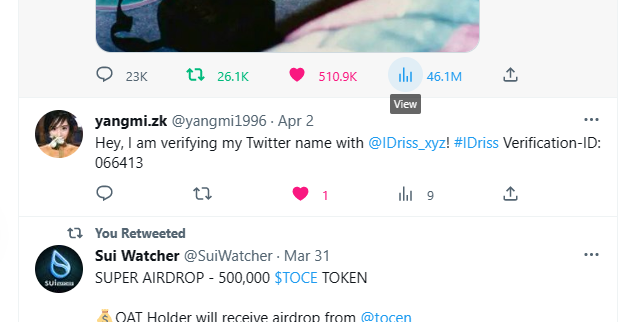 23K 26.1K 510.9K 46.1M
View
yangmi.zk @yangmi1996 · Apr 2
Hey, I am verifying my Twitter name with @IDriss_xyz! #IDriss Verification-ID:
066413
1 9
You Retweeted
Sui Watcher @SuiWatcher · Mar 31
SUPER AIRDROP - 500,000 $TOCE TOKEN
💰OAT Holder will receive airdrop from @tocen